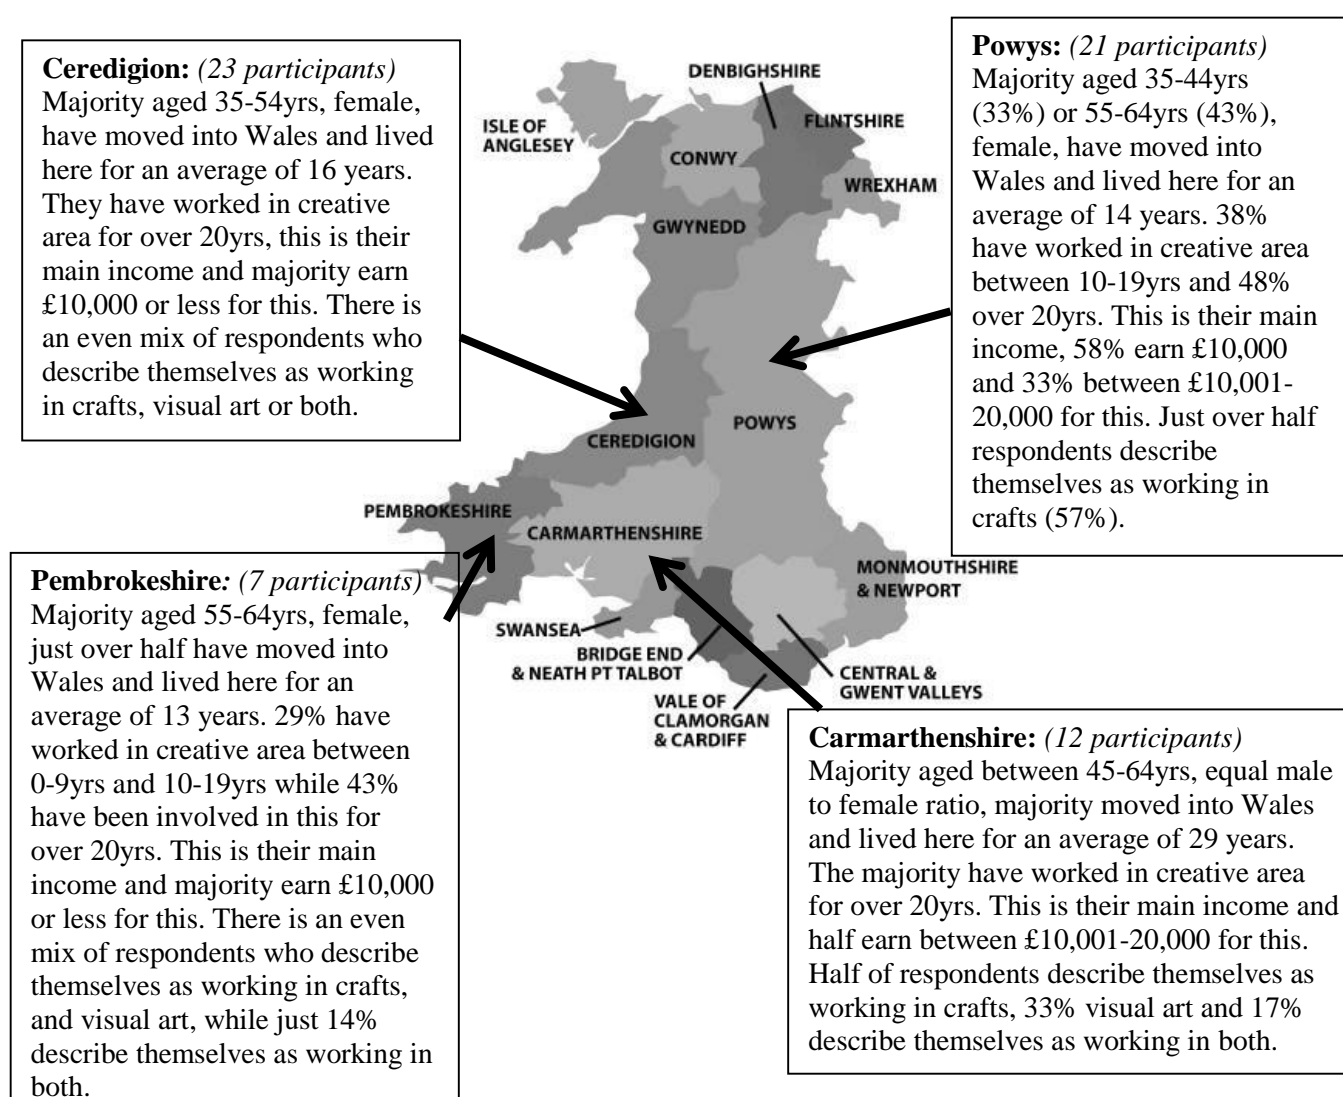 Ceredigion: (23 participants)
Majority aged 35-54yrs, female,
have moved into Wales and lived
here for an average of 16 years.
They have worked in creative
area for over 20yrs, this is their
main income and majority earn
£10,000 or less for this. There is
an even mix of respondents who
describe themselves as working
in crafts, visual art or both.
Powys: (21 participants)
Majority aged 35-44yrs
(33%) or 55-64yrs (43%),
female, have moved into
Wales and lived here for an
average of 14 years. 38%
have worked in creative area
between 10-19yrs and 48%
over 20yrs. This is their main
income, 58% earn £10,000
and 33% between £10,001-
20,000 for this. Just over half
respondents describe
themselves as working in
crafts (57%).
DENBIGHSHIRE
ISLE OF
ANGLESEY
FLINTSHIRE
CONWY
WREXHAM
GWYNEDD
POWYS
CEREDIGION
PEMBROKESHIRE
CARMARTHENSHIRE
MONMOUTHSHIRE
& NEWPORT
SWANSEA
BRIDGE END
& NEATH PT TALBOT
CENTRAL &
GWENT VALLEYS
VALE OF
CLAMORGAN
& CARDIFF
Pembrokeshire: (7 participants)
Majority aged 55-64yrs, female,
just over half have moved into
Wales and lived here for an
average of 13 years. 29% have
worked in creative area between
0-9yrs and 10-19yrs while 43%
have been involved in this for
over 20yrs. This is their main
income and majority earn £10,000
or less for this. There is an even
mix of respondents who describe
themselves as working in crafts,
and visual art, while just 14%
describe themselves as working in
both.
Carmarthenshire: (12 participants)
Majority aged between 45-64yrs, equal male
to female ratio, majority moved into Wales
and lived here for an average of 29 years.
The majority have worked in creative area
for over 20yrs. This is their main income and
half earn between £10,001-20,000 for this.
Half of respondents describe themselves as
working in crafts, 33% visual art and 17%
describe themselves as working in both.